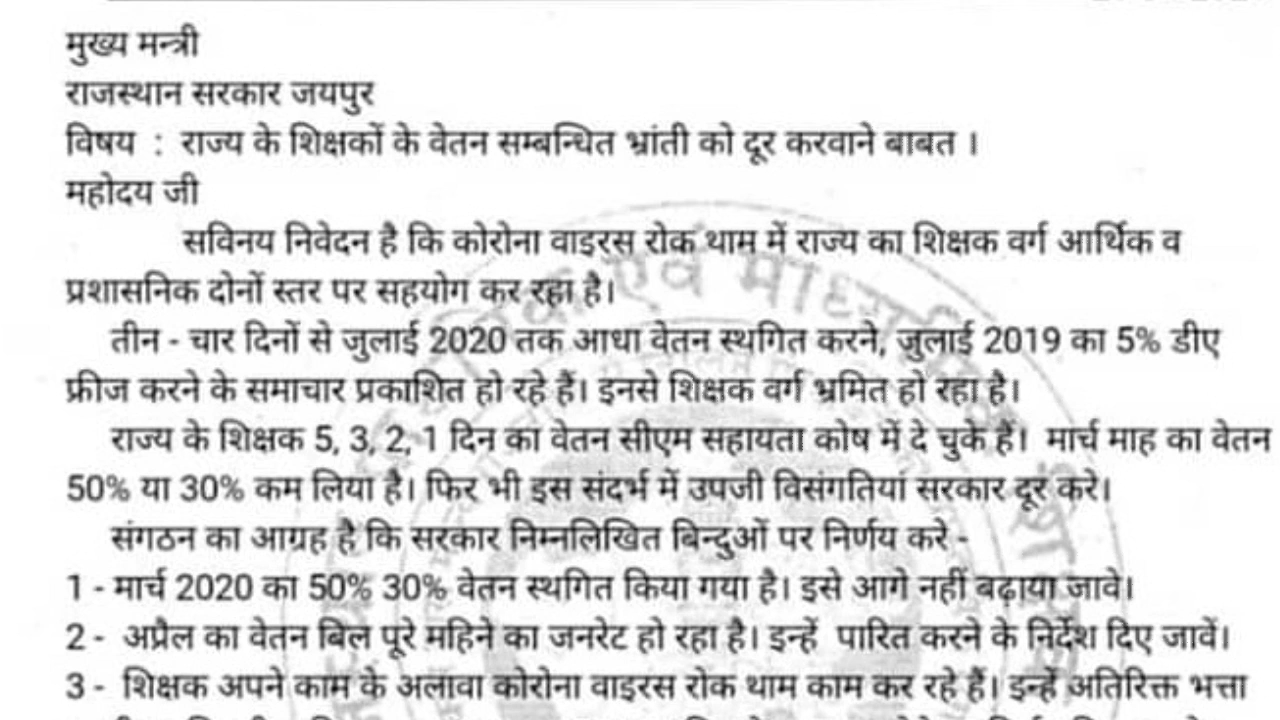 मुख्य मन्त्री
राजस्थान सरकार जयपुर
विषय : राज्य के शिक्षकों के वेतन सम्बन्धित भ्रांती को दूर करवाने बाबत ।
महोदय जी
सविनय निवेदन है कि कोरोना वाइरस रोक थाम में राज्य का शिक्षक वर्ग आर्थिक व
प्रशासनिक दोनों स्तर पर सहयोग कर रहा है।
तीन - चार दिनों से जुलाई 2020 तक आधा वेतन स्थगित करने, जुलाई 2019 का 5% डीए
फ्रीज करने के समाचार प्रकाशित हो रहे हैं। इनसे शिक्षक वर्ग भ्रमित हो रहा है।
राज्य के शिक्षक 5, 3, 2, 1 दिन का वेतन सीएम सहायता कोष में दे चुके हैं। मार्च माह का वेतन
50% या 30% कम लिया है। फिर भी इस संदर्भ में उपजी विसंगतियां सरकार दूर करे।
संगठन का आग्रह है कि सरकार निम्नलिखित बिन्दुओं पर निर्णय करे -
1 - मार्च 2020 का 50% 30% वेतन स्थगित किया गया है। इसे आगे नहीं बढ़ाया जावे।
2 - अप्रैल का वेतन बिल पूरे महिने का जनरेट हो रहा है। इन्हें पारित करने के निर्देश दिए जावें।
3 - शिक्षक अपने काम के अलावा कोरोना वाइरस रोक थाम काम कर रहे हैं। इन्हें अतिरिक्त भत्ता
एवं माध्यमिक